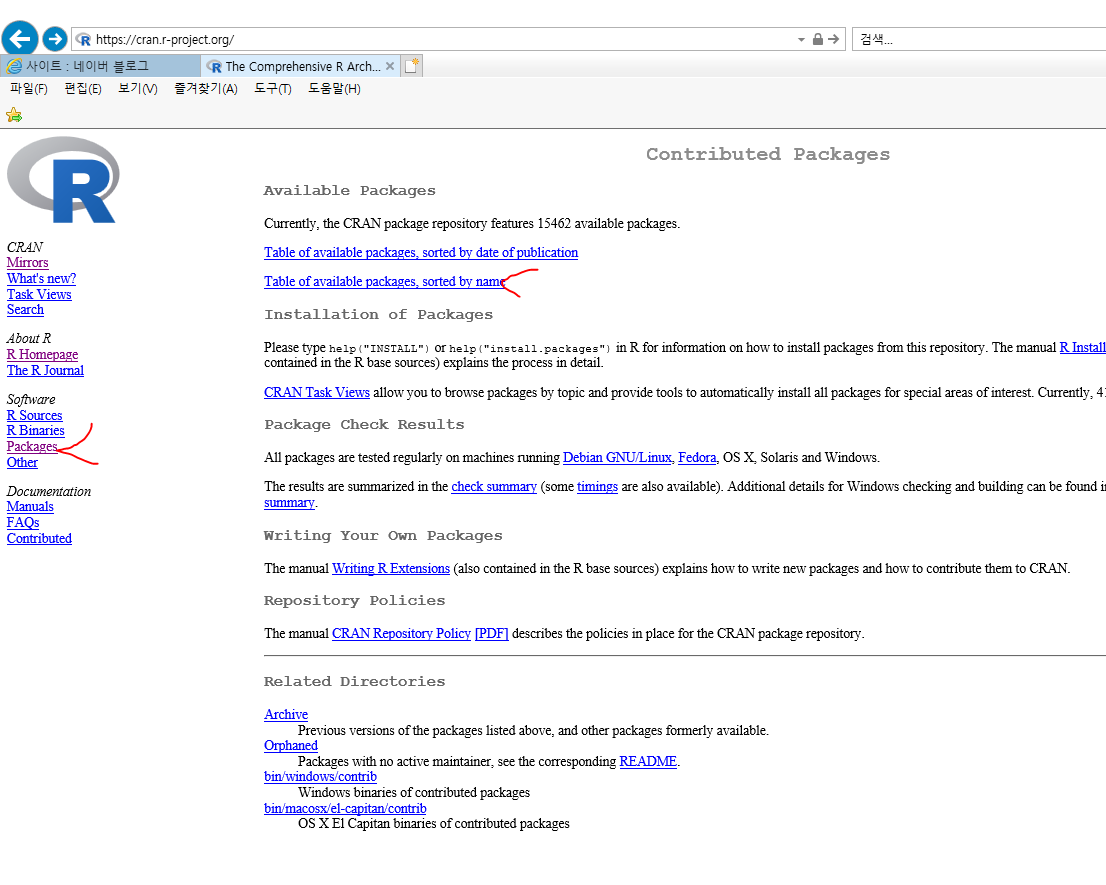 https://cran.r-project.org/
검색...
사이트 : 네이버 블로그
The Comprehensive R Arch...
파일(F) 편집(E) 보기(V) 즐겨찾기(A) 도구(T) 도움말(H)
R
CRAN
Mirrors
What's new?
Task Views
Search
About R
R Homepage
The R Journal
Software
R Sources
R Binaries
Packages
Other
Documentation
Manuals
FAQs
Contributed
Contributed Packages
Available Packages
Currently, the CRAN package repository features 15462 available packages.
Table of available packages, sorted by date of publication
Table of available packages, sorted by name
Installation of Packages
Please type help("INSTALL") or help("install.packages") in R for information on how to install packages from this repository. The manual R Install
contained in the R base sources) explains the process in detail.
CRAN Task Views allow you to browse packages by topic and provide tools to automatically install all packages for special areas of interest. Currently, 41
Package Check Results
All packages are tested regularly on machines running Debian GNU/Linux, Fedora, OS X, Solaris and Windows.
The results are summarized in the check summary (some timings are also available). Additional details for Windows checking and building can be found in
summary.
Writing Your Own Packages
The manual Writing R Extensions (also contained in the R base sources) explains how to write new packages and how to contribute them to CRAN.
Repository Policies
The manual CRAN Repository Policy [PDF] describes the policies in place for the CRAN package repository.
Related Directories
Archive
Previous versions of the packages listed above, and other packages formerly available.
Orphaned
Packages with no active maintainer, see the corresponding README.
bin/windows/contrib
Windows binaries of contributed packages
bin/macosx/el-capitan/contrib
OS X El Capitan binaries of contributed packages